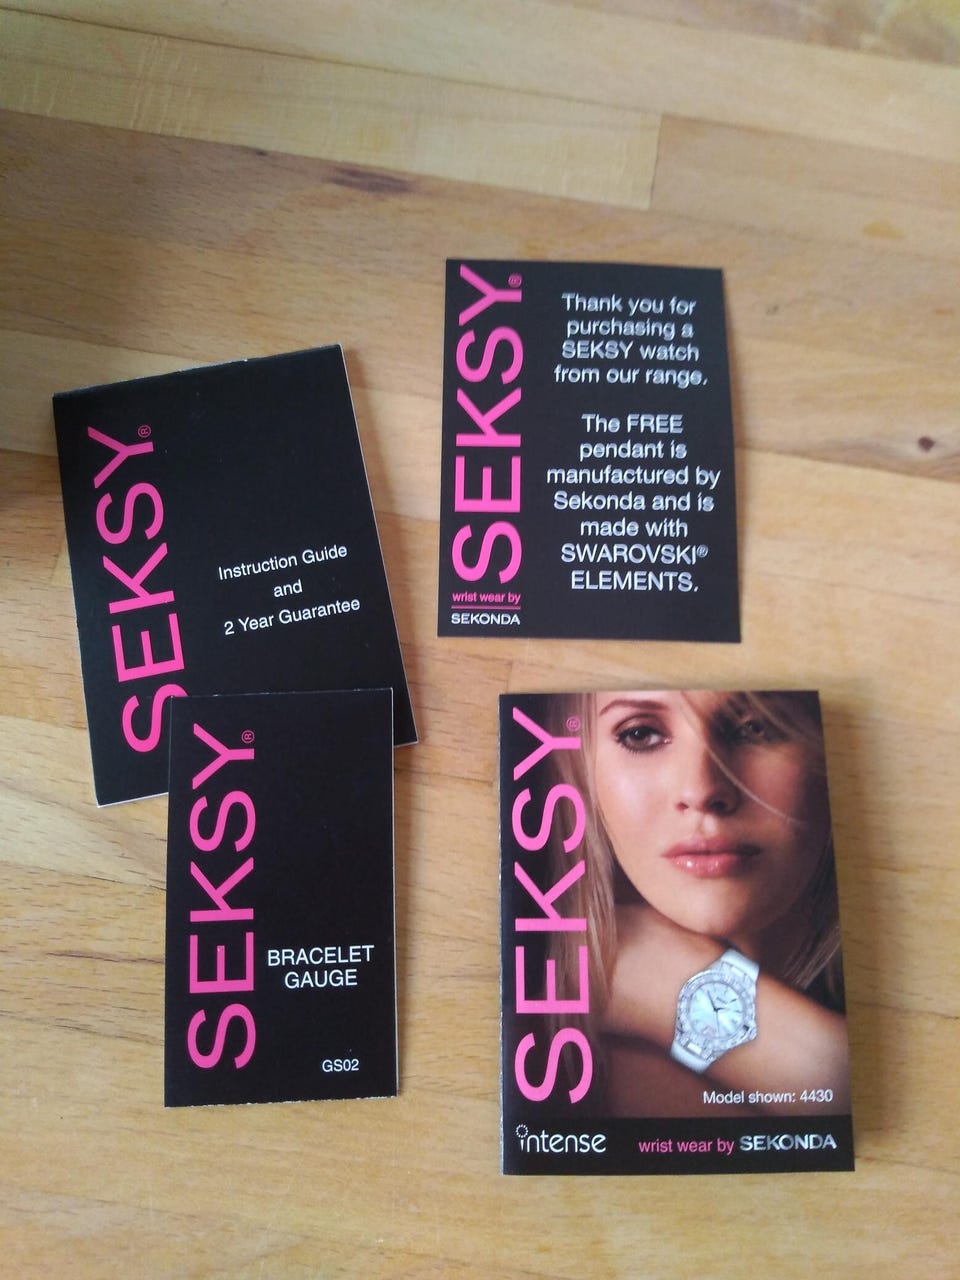 SEKSY®
Instruction Guide
and
2 Year Guarantee
SEKSY®
wrist wear by
SEKONDA
Thank you for
purchasing a
SEKSY watch
from our range.
The FREE
pendant is
manufactured by
Sekonda and is
made with
SWAROVSKI®
ELEMENTS.
SEKSY®
BRACELET
GAUGE
GS02
SEKSY®
Model shown: 4430
intense
wrist wear by SEKONDA